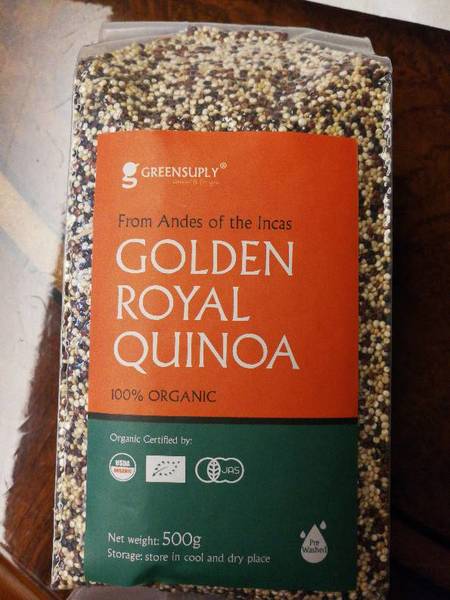 GREENSUPLY®
From Andes of the Incas
GOLDEN
ROYAL
QUINOA
100% ORGANIC
Organic Certified by:
USDA
ORGANIC
JAS
Net weight: 500g
Storage: store in cool and dry place
Pre
Washed